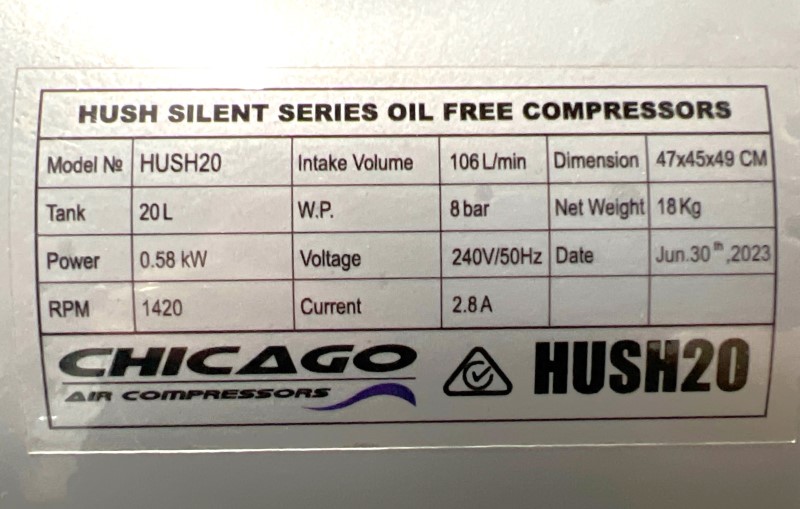 HUSH SILENT SERIES OIL FREE COMPRESSORS
Model № HUSH20 Intake Volume 106 L/min Dimension 47x45x49 CM
Tank 20 L W.P. 8 bar Net Weight 18 Kg
Power 0.58 kW Voltage 240V/50Hz Date Jun.30th,2023
RPM 1420 Current 2.8 A
CHICAGO HUSH20
AIR COMPRESSORS